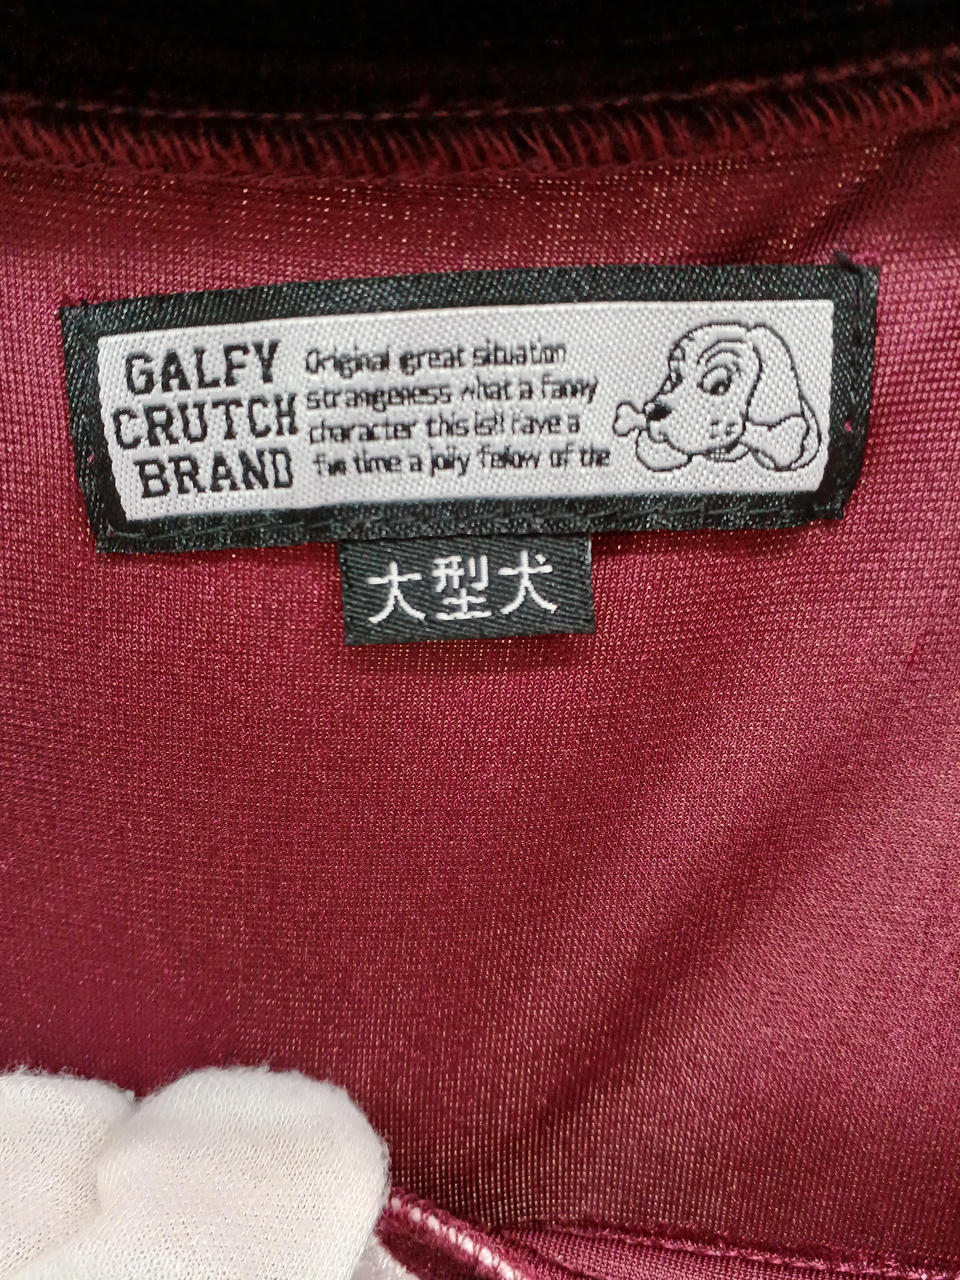 GALFY
CRUTCH
BRAND
Original great situation
strangeness what a fanny
character this is!! have a
time a jolly fellow of the
大型犬